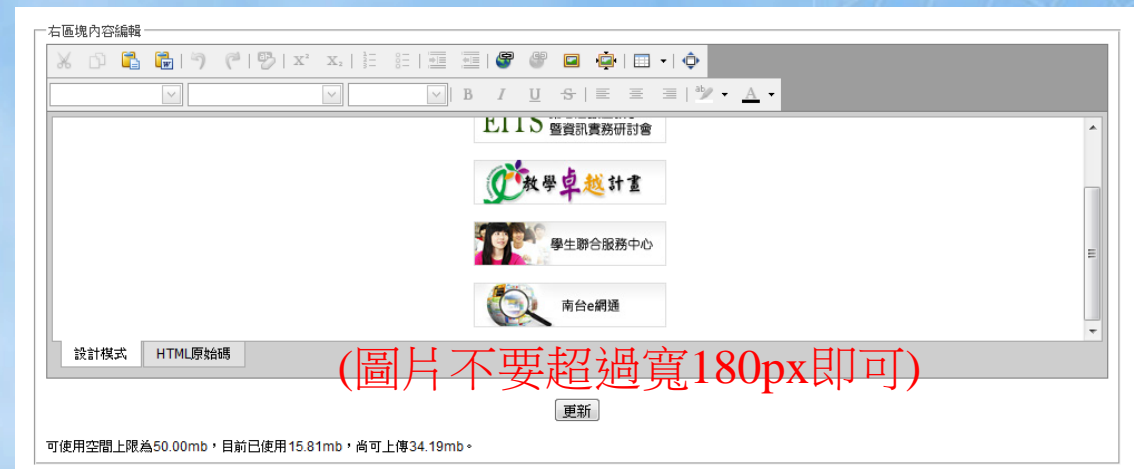 右區塊內容編輯
B I U S
EITS
暨資訊實務研討會
教學卓越計畫
學生聯合服務中心
南台e網通
設計模式 HTML原始碼
(圖片不要超過寬180px即可)
更新
可使用空間上限為50.00mb，目前已使用15.81mb，尚可上傳34.19mb。